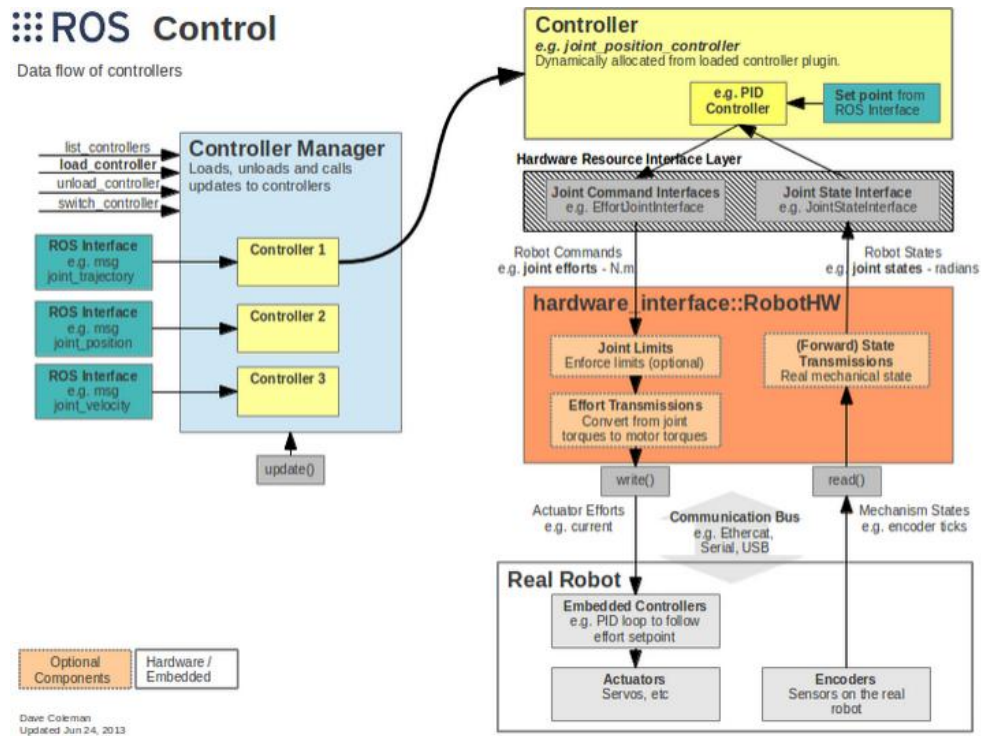 ROS Control
Data flow of controllers
list_controllers
load_controller
unload_controller
switch_controller
Controller Manager
Loads, unloads and calls
updates to controllers
ROS Interface
e.g. msg
joint_trajectory
Controller 1
ROS Interface
e.g. msg
joint_position
Controller 2
ROS Interface
e.g. msg
joint_velocity
Controller 3
update()
Controller
e.g. joint_position_controller
Dynamically allocated from loaded controller plugin.
e.g. PID
Controller
Set point from
ROS Interface
Hardware Resource Interface Layer
Joint Command Interfaces
e.g. EffortJointInterface
Joint State Interface
e.g. JointStateInterface
Robot Commands
e.g. joint efforts - N.m
Robot States
e.g. joint states - radians
hardware_interface::RobotHW
Joint Limits
Enforce limits (optional)
(Forward) State
Transmissions
Real mechanical state
Effort Transmissions
Convert from joint
torques to motor torques
write()
read()
Actuator Efforts
e.g. current
Communication Bus
e.g. Ethercat,
Serial, USB
Mechanism States
e.g. encoder ticks
Real Robot
Embedded Controllers
e.g. PID loop to follow
effort setpoint
Actuators
Servos, etc
Encoders
Sensors on the real
robot
Optional
Components
Hardware /
Embedded
Dave Coleman
Updated Jun 24, 2013